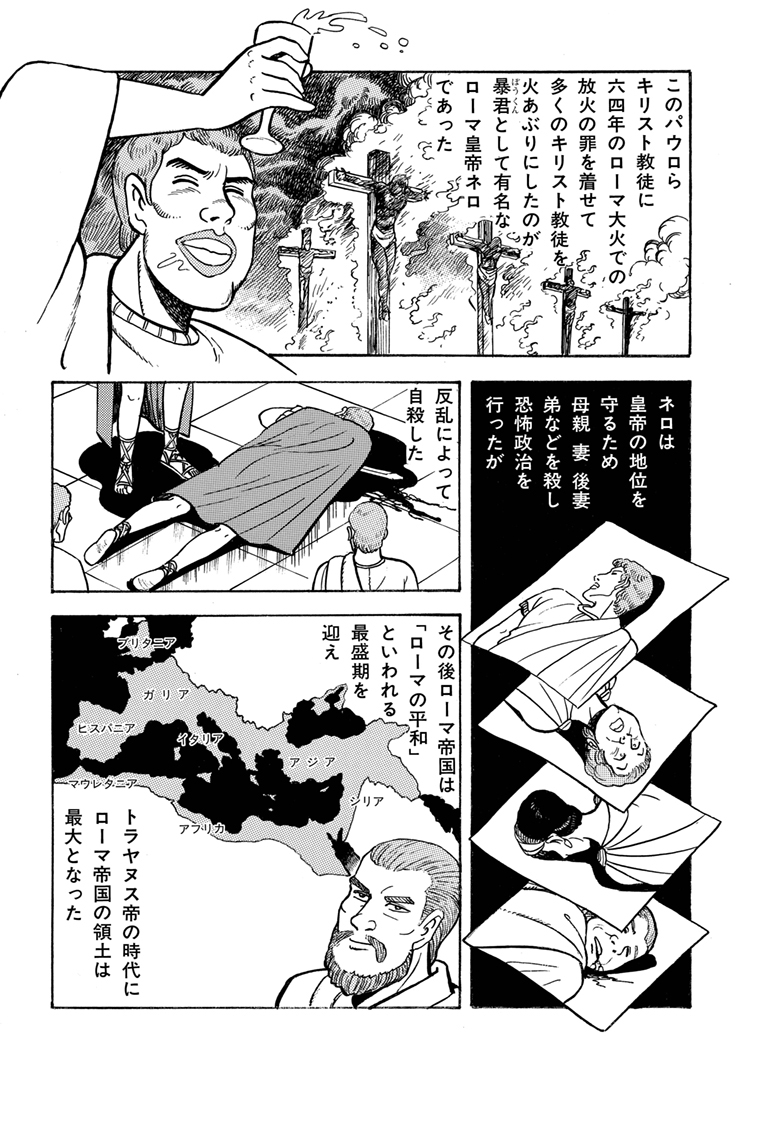 このパウロら
キリスト教徒に
六四年のローマ大火での
放火の罪を着せて
多くのキリスト教徒を
火あぶりにしたのが
暴君として有名な
ぼうくん
ローマ皇帝ネロ
であった
ネロは
皇帝の地位を
守るため
母親 妻 後妻
弟などを殺し
恐怖政治を
行ったが
反乱によって
自殺した
その後ローマ帝国は
「ローマの平和」
といわれる
最盛期を
迎え
ブリタニア
ガリア
ヒスパニア
イタリア
アジア
マウレタニア
シリア
アフリカ
トラヤヌス帝の時代に
ローマ帝国の領土は
最大となった